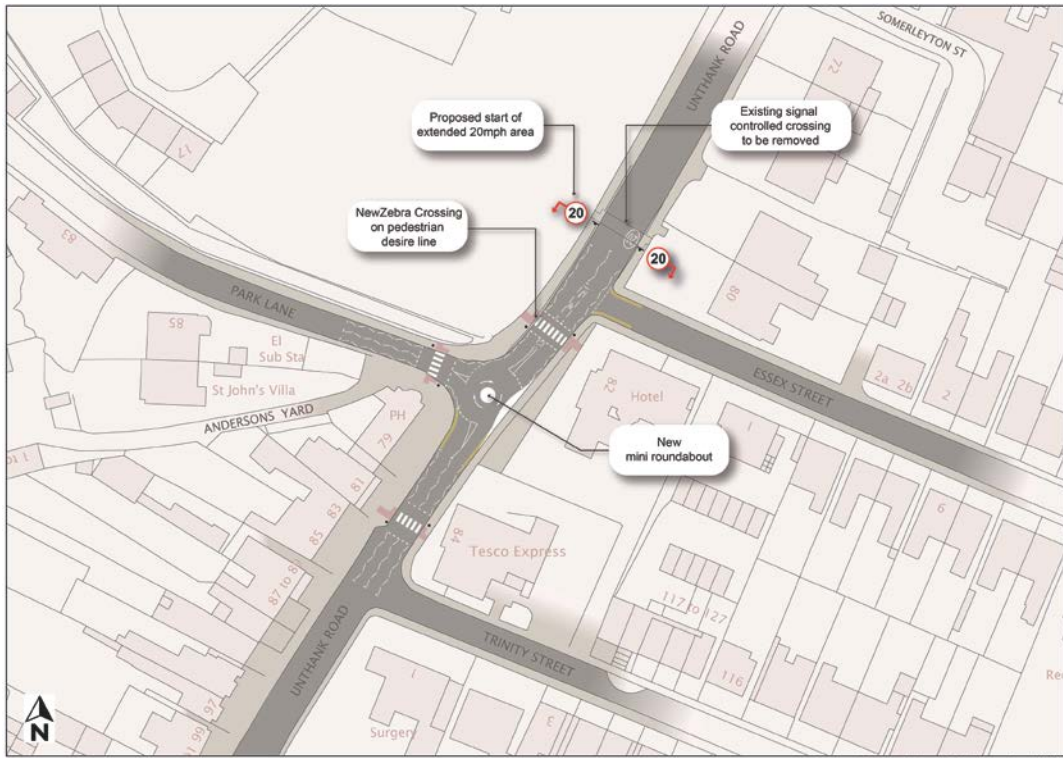 SOMERLEYTON ST
UNTHANK ROAD
72
Proposed start of
extended 20mph area
Existing signal
controlled crossing
to be removed
17
20
NewZebra Crossing
on pedestrian
desire line
83
20
PARK LANE
80
85
El
Sub Sta
St John's Villa
ANDERSONS YARD
PH
79
82
Hotel
ESSEX STREET
2a 2b
2
1
New
mini roundabout
81
83
85
84
Tesco Express
6
87 to
117 to 127
UNTHANK ROAD
TRINITY STREET
116
1
3
97
99
Surgery
N